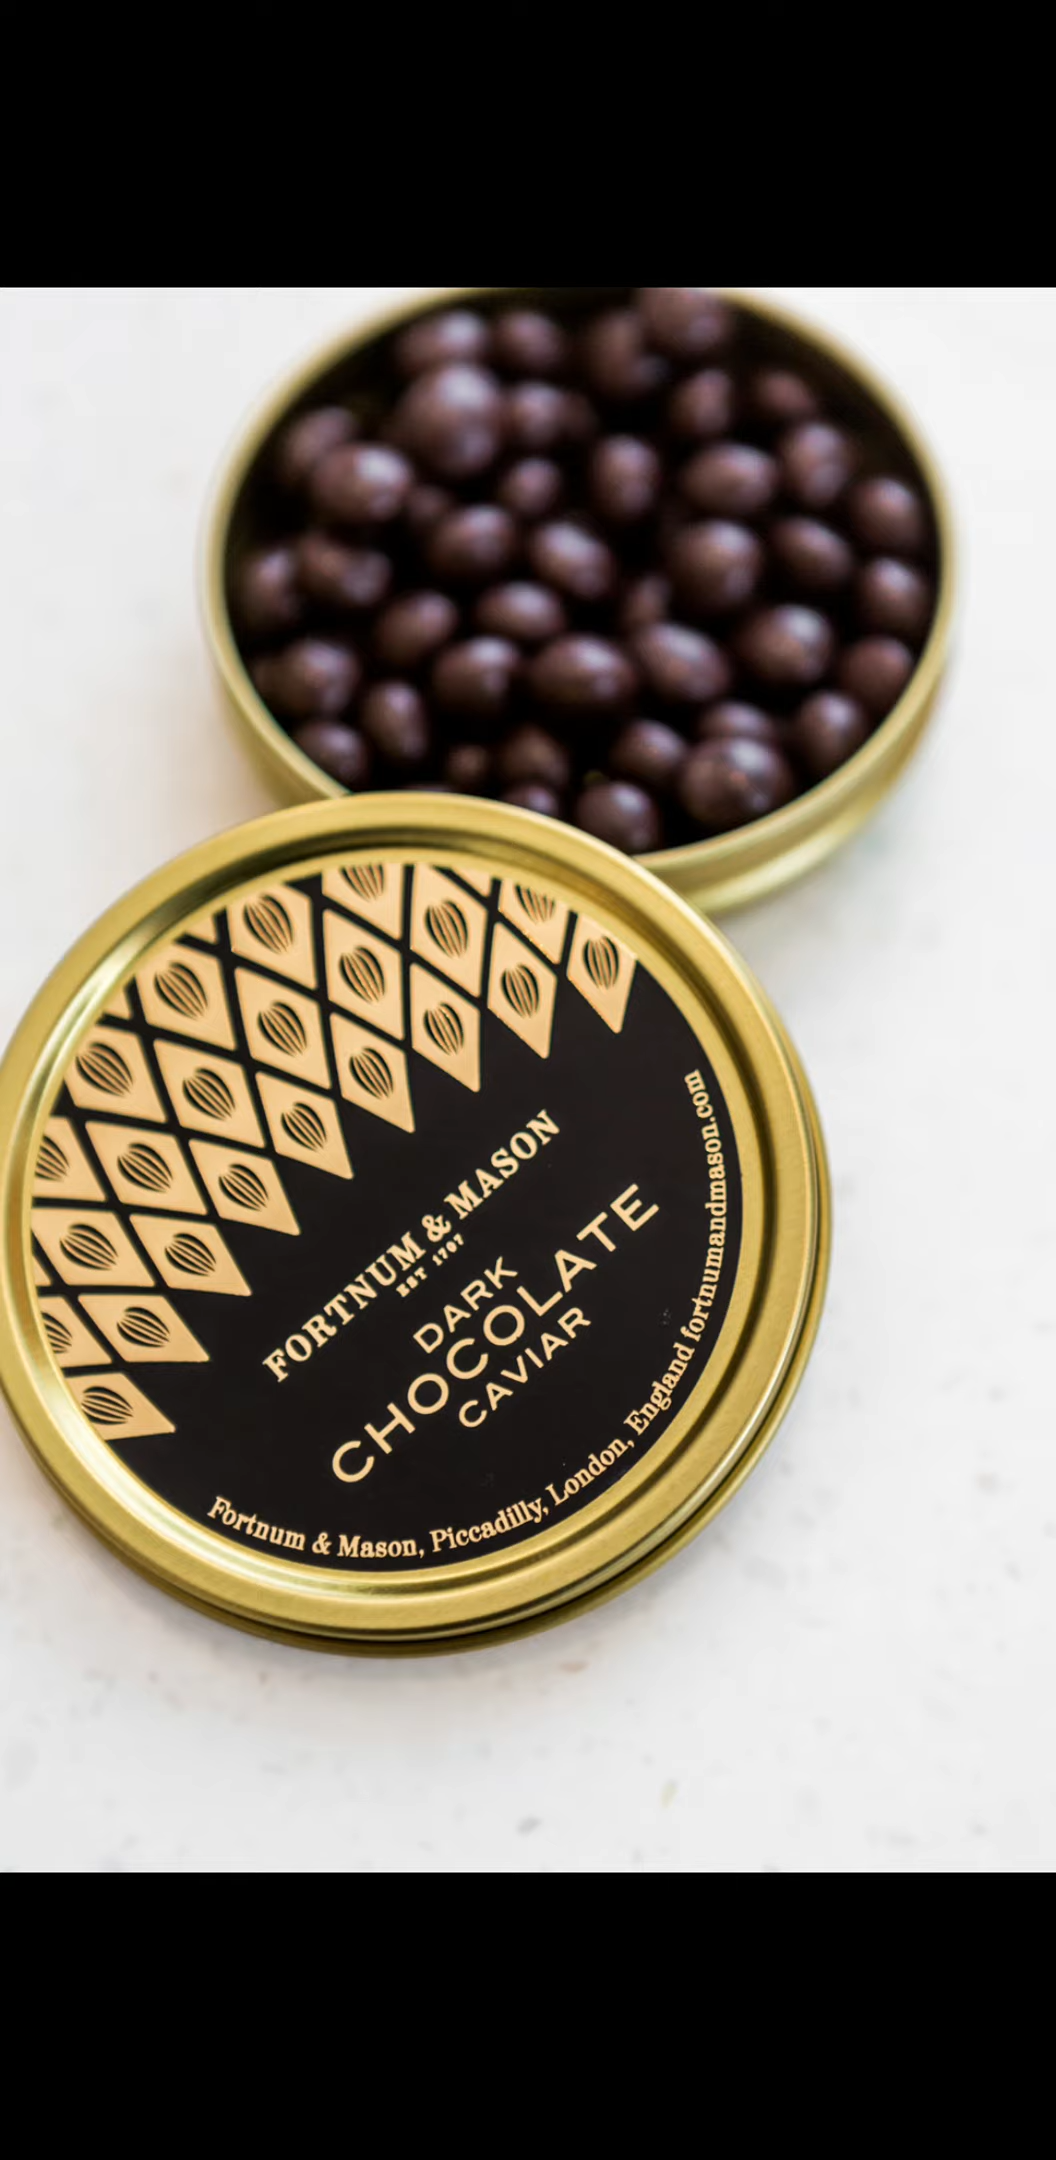 FORTNUM & MASON
EST 1707
DARK
CHOCOLATE
CAVIAR
Fortnum & Mason, Piccadilly, London, England fortnumandmason.com